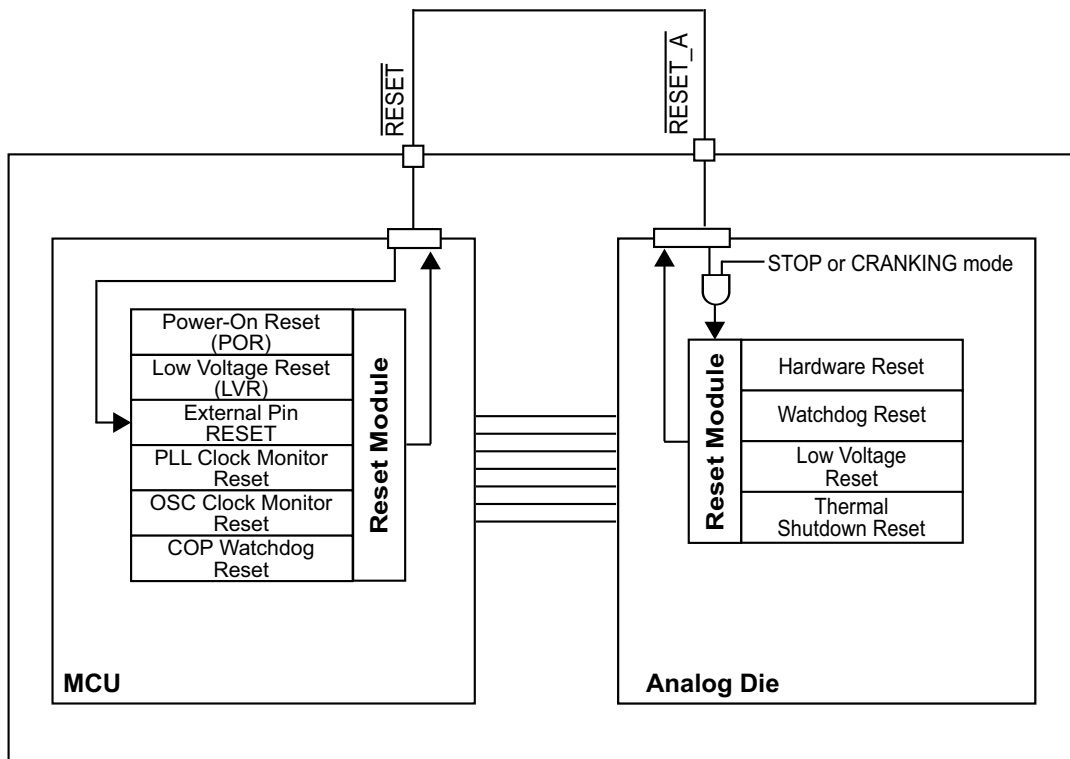 RESET
RESET_A
STOP or CRANKING mode
Power-On Reset
(POR)
Low Voltage Reset
(LVR)
External Pin
RESET
PLL Clock Monitor
Reset
OSC Clock Monitor
Reset
COP Watchdog
Reset
Reset Module
MCU
Reset Module
Hardware Reset
Watchdog Reset
Low Voltage
Reset
Thermal
Shutdown Reset
Analog Die